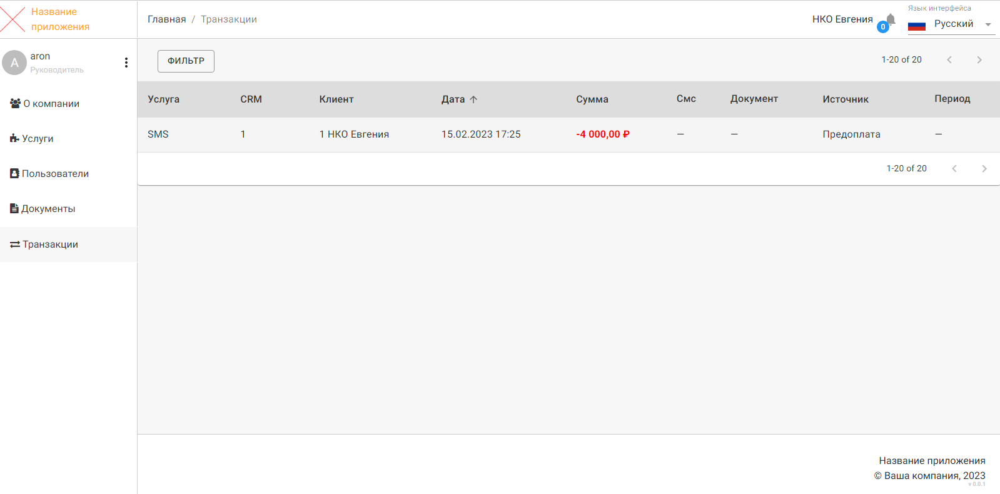 Название
приложения
Главная / Транзакции
НКО Евгения
0
Язык интерфейса
Русский
A
aron
Руководитель
О компании
Услуги
Пользователи
Документы
Транзакции
ФИЛЬТР
1-20 of 20
Услуга CRM Клиент Дата Сумма Смс Документ Источник Период
SMS 1 1 НКО Евгения 15.02.2023 17:25 -4 000,00 ₽ — — Предоплата —
1-20 of 20
Название приложения
© Ваша компания, 2023
v 0.0.1